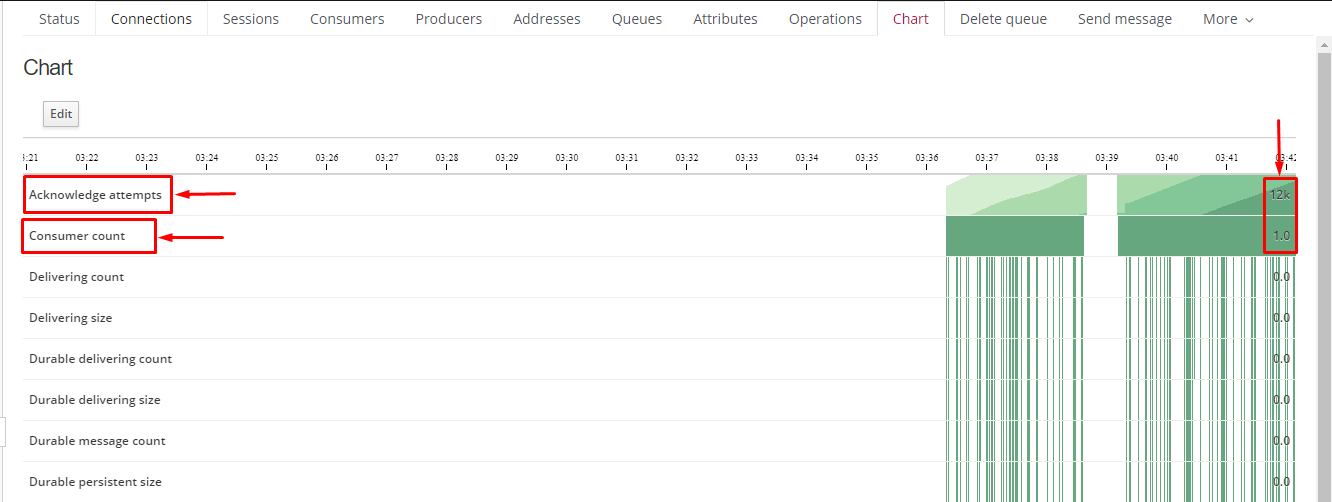 Status Connections Sessions Consumers Producers Addresses Queues Attributes Operations Chart Delete queue Send message More
Chart
Edit
3:21 03:22 03:23 03:24 03:25 03:26 03:27 03:28 03:29 03:30 03:31 03:32 03:33 03:34 03:35 03:36 03:37 03:38 03:39 03:40 03:41 03:42
Acknowledge attempts 12k
Consumer count 1.0
Delivering count 0.0
Delivering size 0.0
Durable delivering count 0.0
Durable delivering size 0.0
Durable message count 0.0
Durable persistent size 0.0